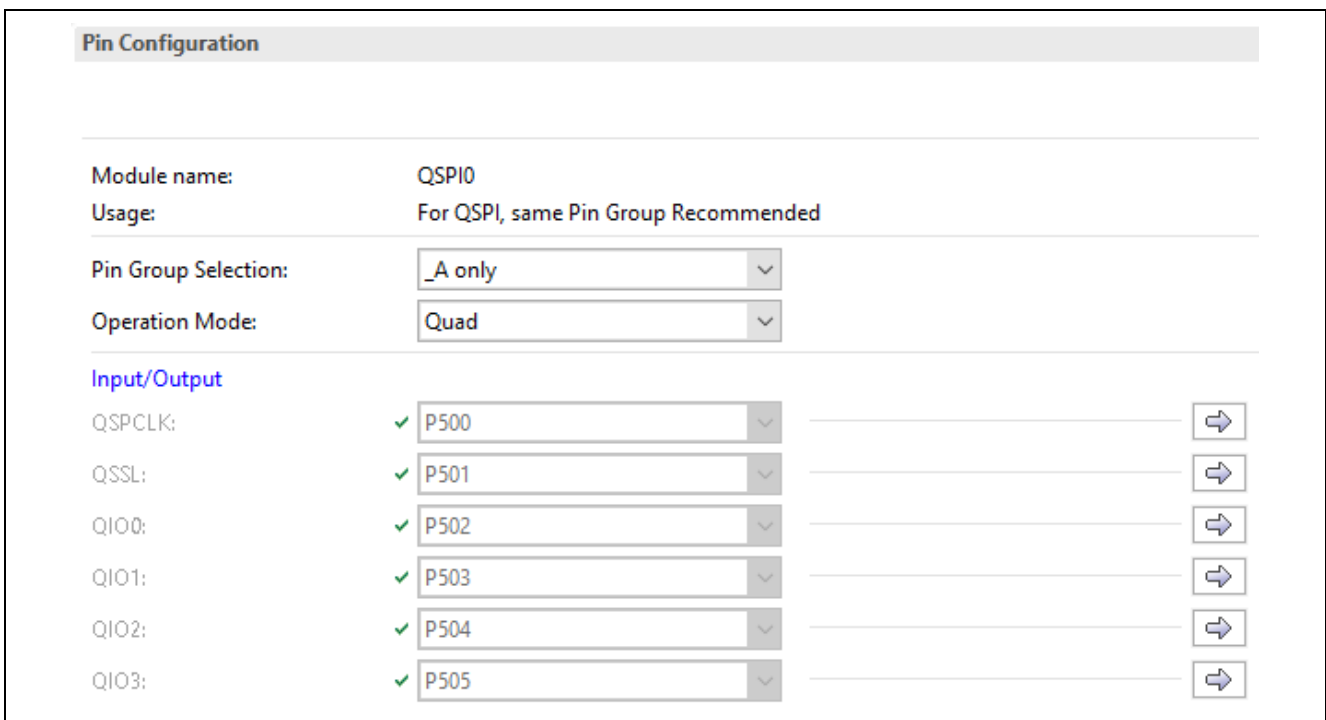 Pin Configuration
Module name: QSPI0
Usage: For QSPI, same Pin Group Recommended
Pin Group Selection: _A only
Operation Mode: Quad
Input/Output
QSPCLK: P500
QSSL: P501
QIO0: P502
QIO1: P503
QIO2: P504
QIO3: P505